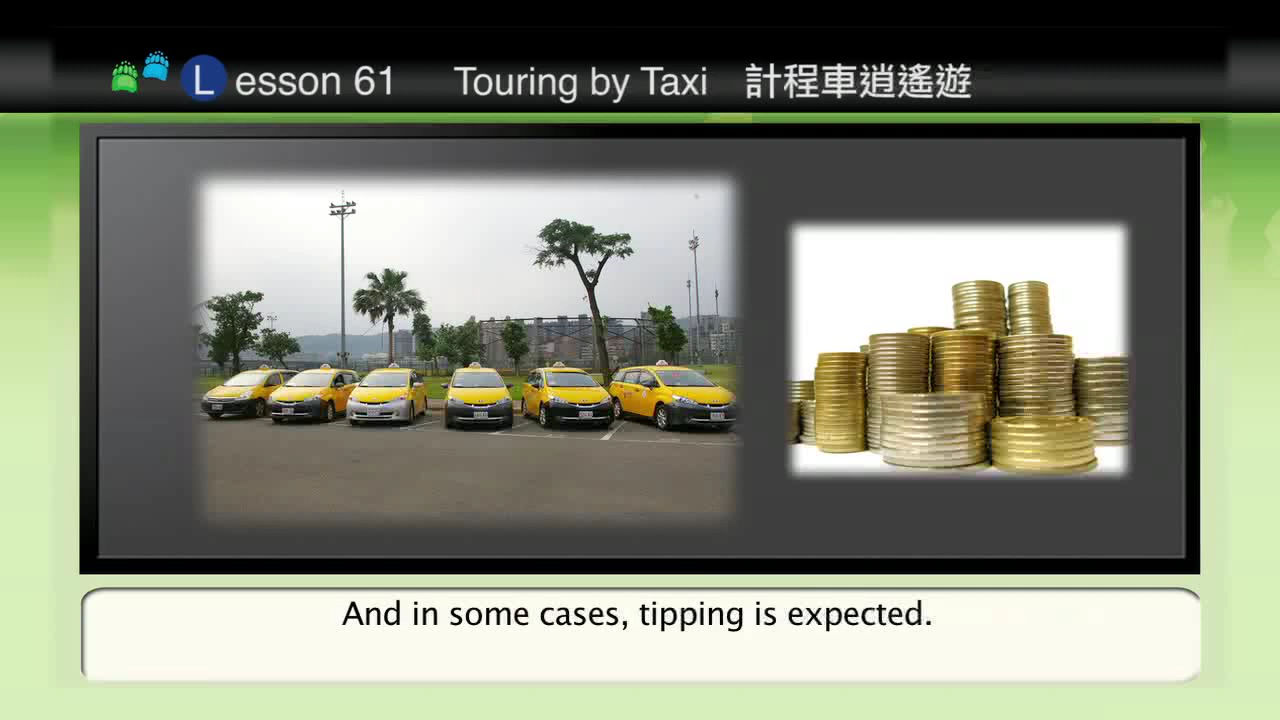 Lesson 61 Touring by Taxi 計程車逍遙遊
And in some cases, tipping is expected.